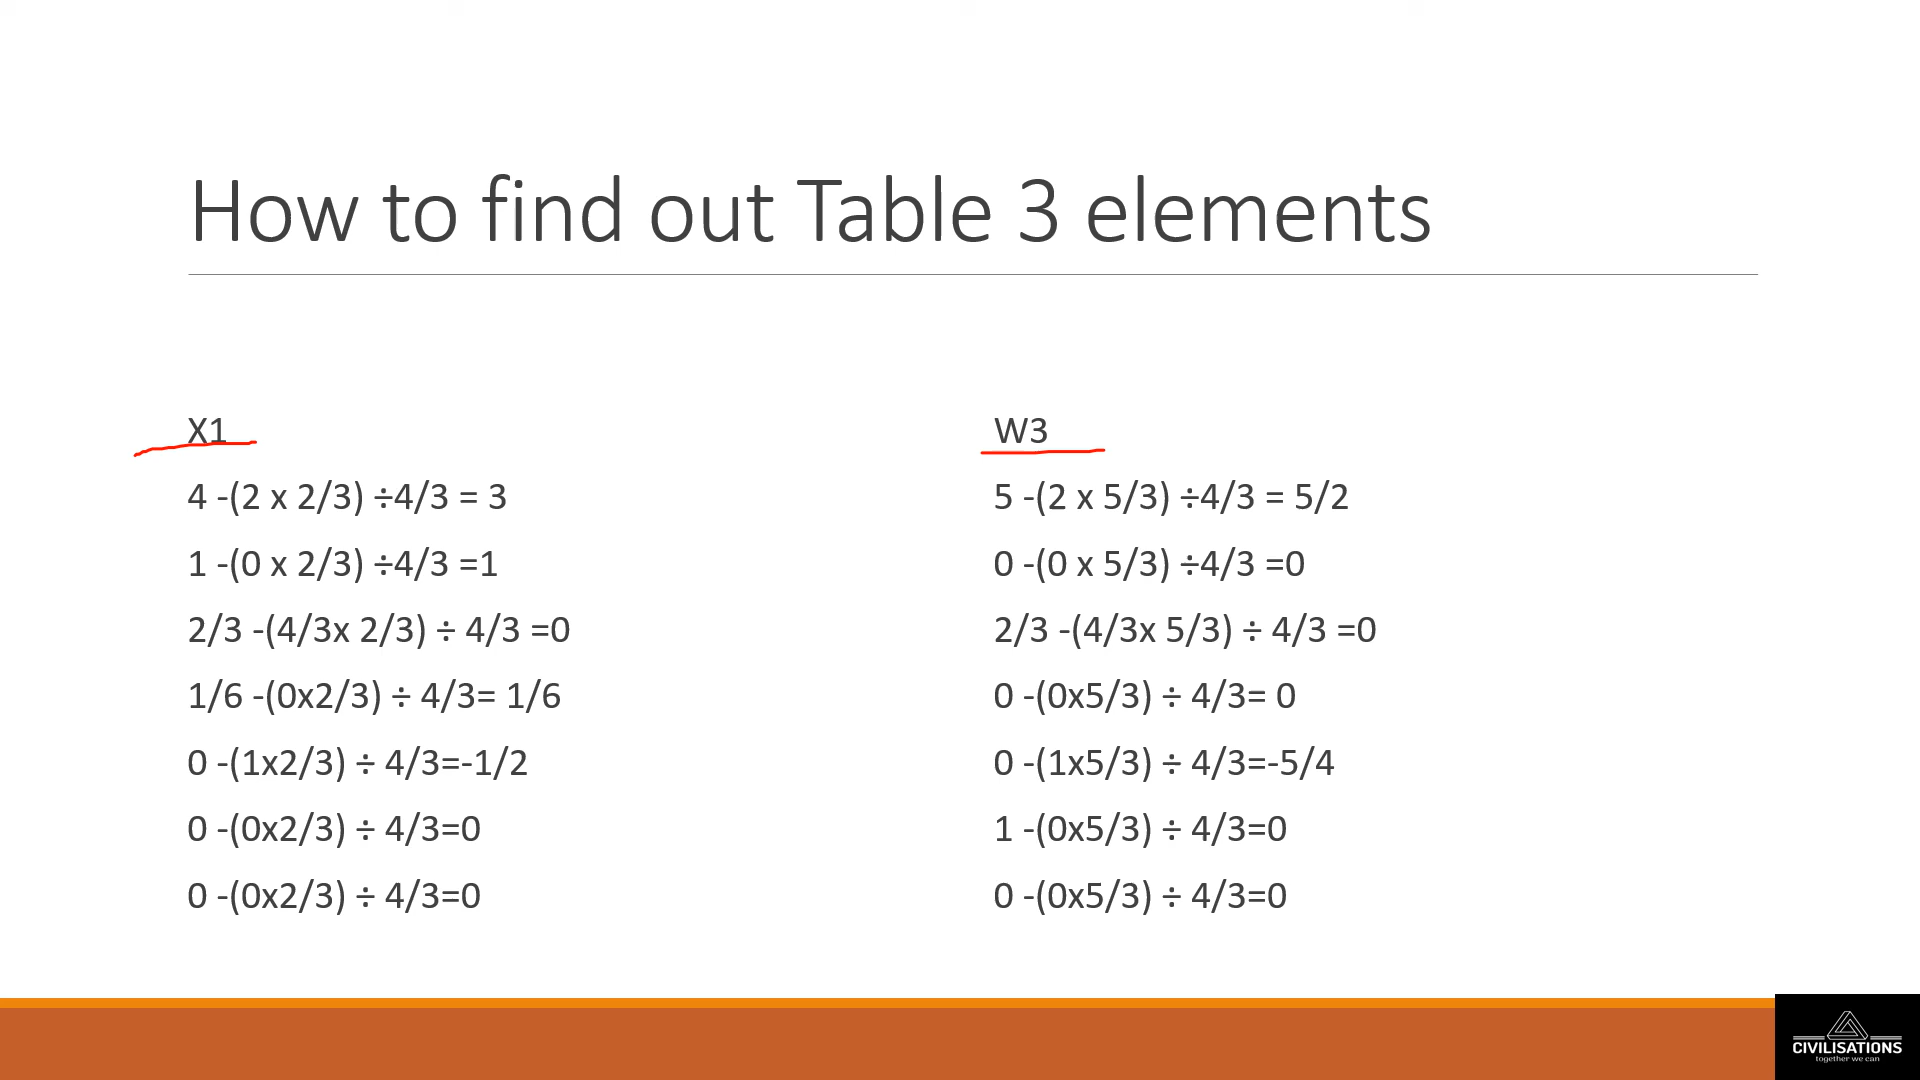 How to find out Table 3 elements
X1
4 -(2 x 2/3) ÷4/3 = 3
1 -(0 x 2/3) ÷4/3 =1
2/3 -(4/3x 2/3) ÷ 4/3 =0
1/6 -(0x2/3) ÷ 4/3= 1/6
0 -(1x2/3) ÷ 4/3=-1/2
0 -(0x2/3) ÷ 4/3=0
0 -(0x2/3) ÷ 4/3=0
W3
5 -(2 x 5/3) ÷4/3 = 5/2
0 -(0 x 5/3) ÷4/3 =0
2/3 -(4/3x 5/3) ÷ 4/3 =0
0 -(0x5/3) ÷ 4/3= 0
0 -(1x5/3) ÷ 4/3=-5/4
1 -(0x5/3) ÷ 4/3=0
0 -(0x5/3) ÷ 4/3=0
CIVILISATIONS
together we can